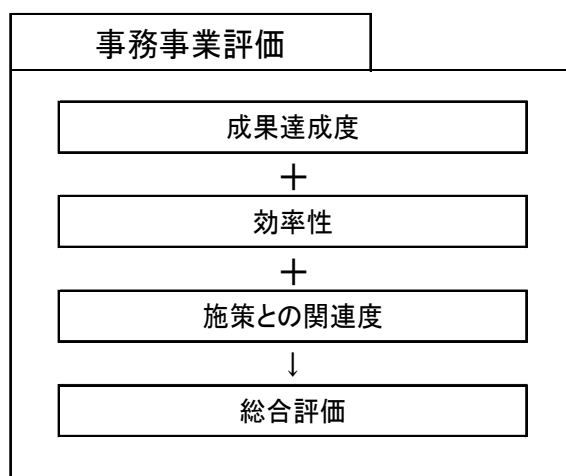 事務事業評価
成果達成度
＋
効率性
＋
施策との関連度
↓
総合評価